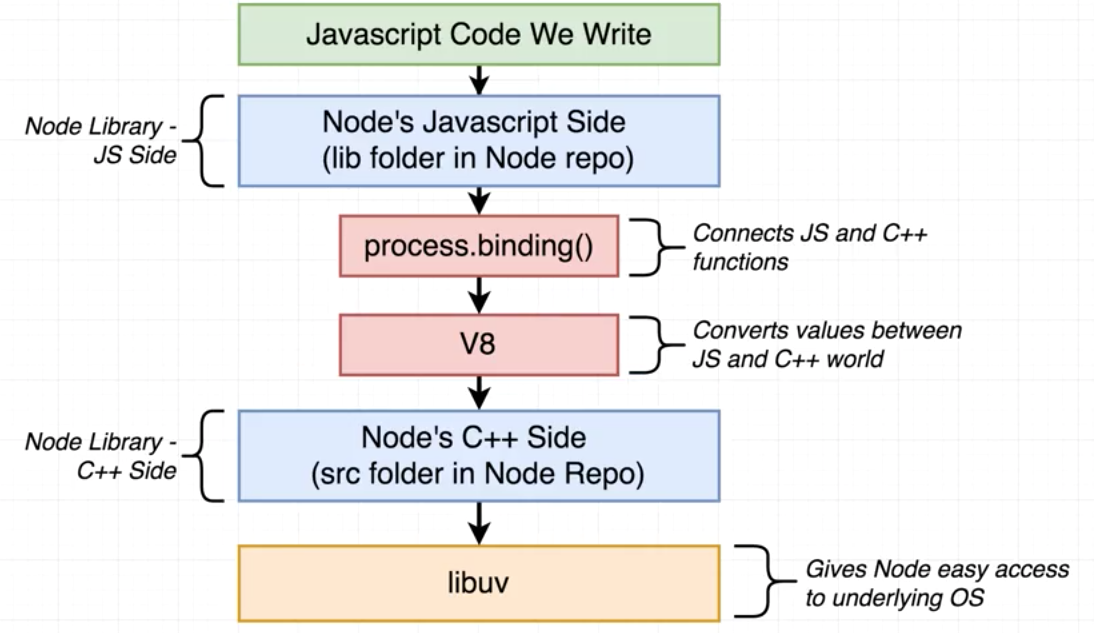 Javascript Code We Write
Node Library -
JS Side
Node's Javascript Side
(lib folder in Node repo)
process.binding()
Connects JS and C++
functions
V8
Converts values between
JS and C++ world
Node Library -
C++ Side
Node's C++ Side
(src folder in Node Repo)
libuv
Gives Node easy access
to underlying OS